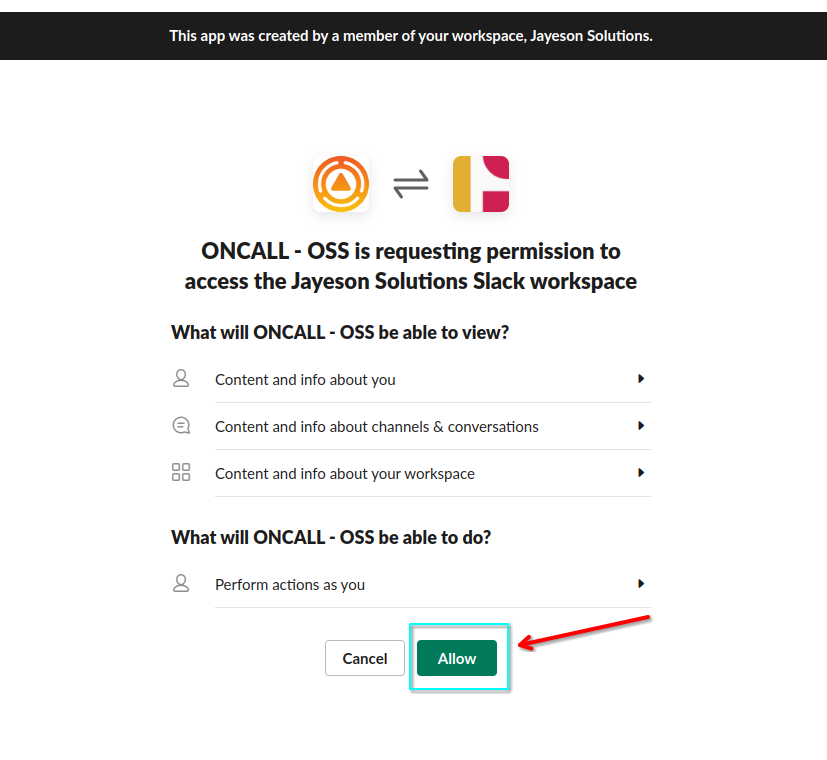 This app was created by a member of your workspace, Jayeson Solutions.
ONCALL - OSS is requesting permission to
access the Jayeson Solutions Slack workspace
What will ONCALL - OSS be able to view?
Content and info about you
Content and info about channels & conversations
Content and info about your workspace
What will ONCALL - OSS be able to do?
Perform actions as you
Cancel
Allow